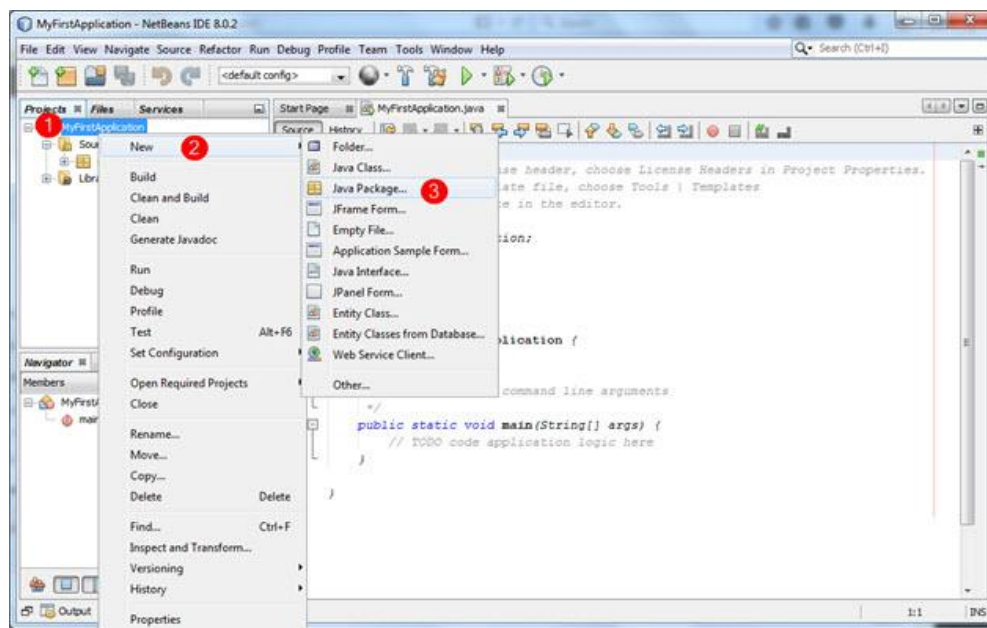 MyFirstApplication - NetBeans IDE 8.0.2
File Edit View Navigate Source Refactor Run Debug Profile Team Tools Window Help
Search (Ctrl+I)
<default config>
Projects Files Services
Start Page MyFirstApplication.java
1 MyFirstApplication
Source History
Sou
Libra
New 2
Build
Clean and Build
Clean
Generate Javadoc
Run
Debug
Profile
Test Alt+F6
Set Configuration
Open Required Projects
Close
Rename...
Move...
Copy...
Delete Delete
Find... Ctrl+F
Inspect and Transform...
Versioning
History
Properties
Folder...
Java Class...
Java Package... 3
JFrame Form...
Empty File...
Application Sample Form...
Java Interface...
JPanel Form...
Entity Class...
Entity Classes from Database...
Web Service Client...
Other...
se header, choose License Headers in Project Properties.
late file, choose Tools | Templates
e in the editor.
tion;
plication {
command line arguments
*/
public static void main(String[] args) {
// TODO code application logic here
}
}
Navigator
Members
MyFirstA
main
Output
1:1 INS